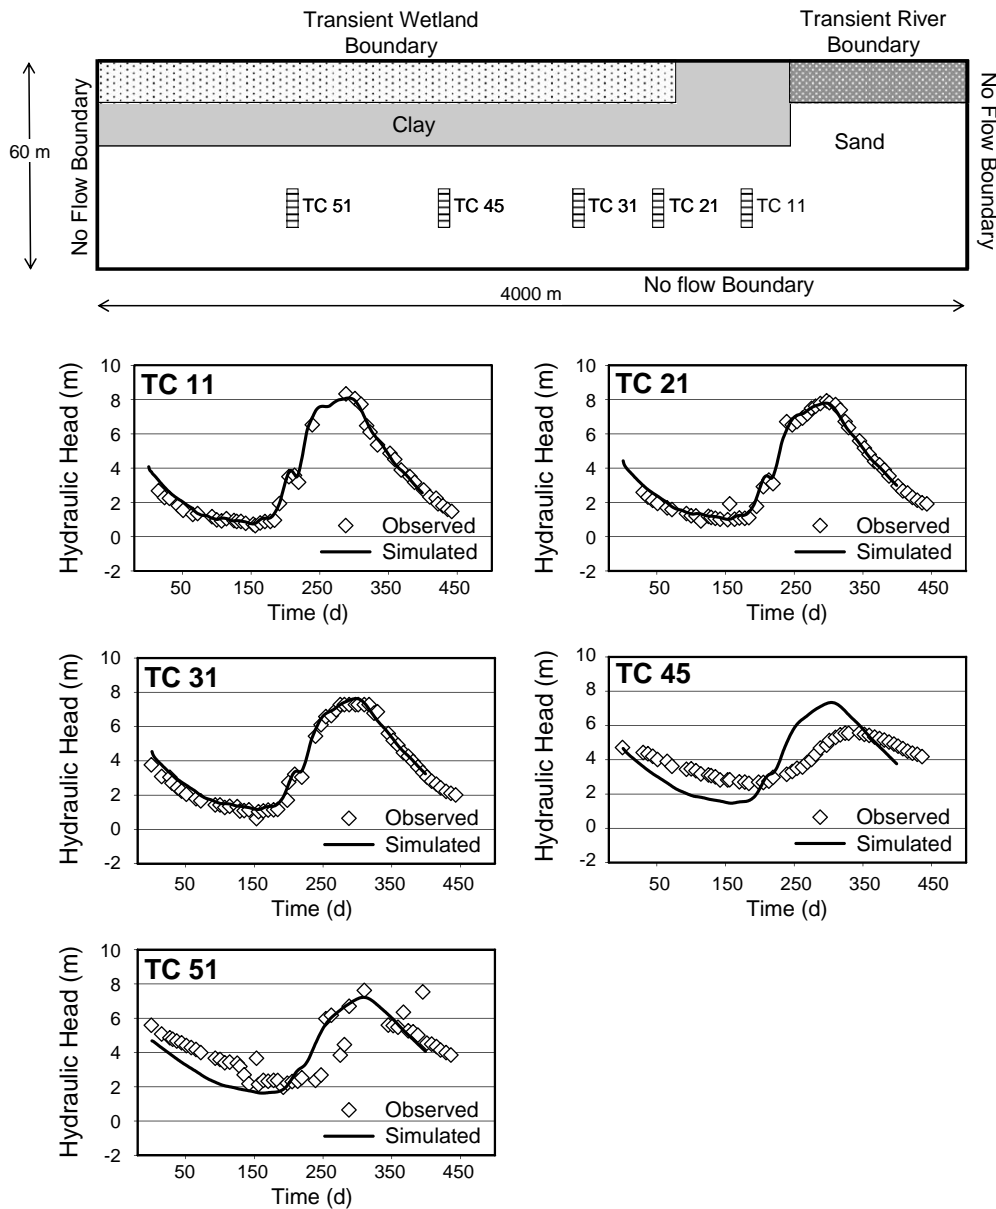 Transient Wetland
Boundary
Transient River
Boundary
No Flow Boundary
60 m
Clay
Sand
No Flow Boundary
TC 51
TC 45
TC 31
TC 21
TC 11
4000 m
No flow Boundary
TC 11
Hydraulic Head (m)
10
8
6
4
2
0
-2
Observed
Simulated
50 150 250 350 450
Time (d)
TC 21
Hydraulic Head (m)
10
8
6
4
2
0
-2
Observed
Simulated
50 150 250 350 450
Time (d)
TC 31
Hydraulic Head (m)
10
8
6
4
2
0
-2
Observed
Simulated
50 150 250 350 450
Time (d)
TC 45
Hydraulic Head (m)
10
8
6
4
2
0
-2
Observed
Simulated
50 150 250 350 450
Time (d)
TC 51
Hydraulic Head (m)
10
8
6
4
2
0
-2
Observed
Simulated
50 150 250 350 450
Time (d)